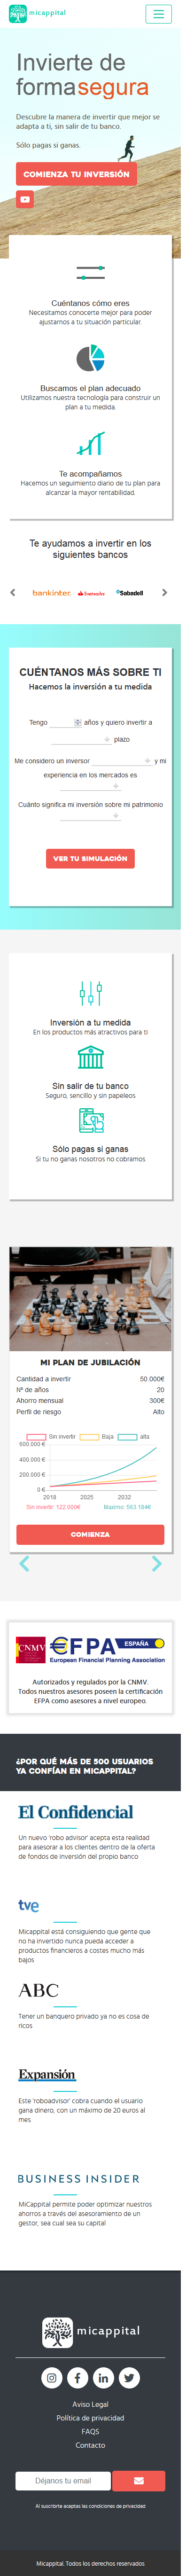 micappital
Invierte de
forma segura
Descubre la manera de invertir que mejor se
adapta a ti, sin salir de tu banco.
Sólo pagas si ganas.
COMIENZA TU INVERSIÓN
Cuéntanos cómo eres
Necesitamos conocerte mejor para poder
ajustarnos a tu situación particular.
Buscamos el plan adecuado
Utilizamos nuestra tecnología para construir un
plan a tu medida.
Te acompañamos
Hacemos un seguimiento diario de tu plan para
alcanzar la mayor rentabilidad.
Te ayudamos a invertir en los
siguientes bancos
bankinter. Santander Sabadell
CUÉNTANOS MÁS SOBRE TI
Hacemos la inversión a tu medida
Tengo años y quiero invertir a
plazo
Me considero un inversor y mi
experiencia en los mercados es
Cuánto significa mi inversión sobre mi patrimonio
VER TU SIMULACIÓN
Inversión a tu medida
En los productos más atractivos para ti
Sin salir de tu banco
Seguro, sencillo y sin papeleos
Sólo pagas si ganas
Si tu no ganas nosotros no cobramos
MI PLAN DE JUBILACIÓN
Cantidad a invertir 50.000€
Nº de años 20
Ahorro mensual 300€
Perfil de riesgo Alto
Sin invertir Baja alta
600.000 €
400.000 €
200.000 €
0 €
2018 2025 2032
Sin invertir: 122.000€ Máximo: 563.184€
COMIENZA
CNMV EFPA ESPAÑA
European Financial Planning Association
Autorizados y regulados por la CNMV.
Todos nuestros asesores poseen la certificación
EFPA como asesores a nivel europeo.
¿POR QUÉ MÁS DE 500 USUARIOS
YA CONFÍAN EN MICAPPITAL?
El Confidencial
Un nuevo 'robo advisor' acepta esta realidad
para asesorar a los clientes dentro de la oferta
de fondos de inversión del propio banco
tve
Micappital está consiguiendo que gente que
no ha invertido nunca pueda acceder a
productos financieros a costes mucho más
bajos
ABC
Tener un banquero privado ya no es cosa de
ricos
Expansión
Este 'roboadvisor' cobra cuando el usuario
gana dinero, con un máximo de 20 euros al
mes
BUSINESS INSIDER
MiCappital permite poder optimizar nuestros
ahorros a través del asesoramiento de un
gestor, sea cual sea su capital
micappital
Aviso Legal
Política de privacidad
FAQS
Contacto
Déjanos tu email
Al suscribirte aceptas las condiciones de privacidad
Micappital. Todos los derechos reservados